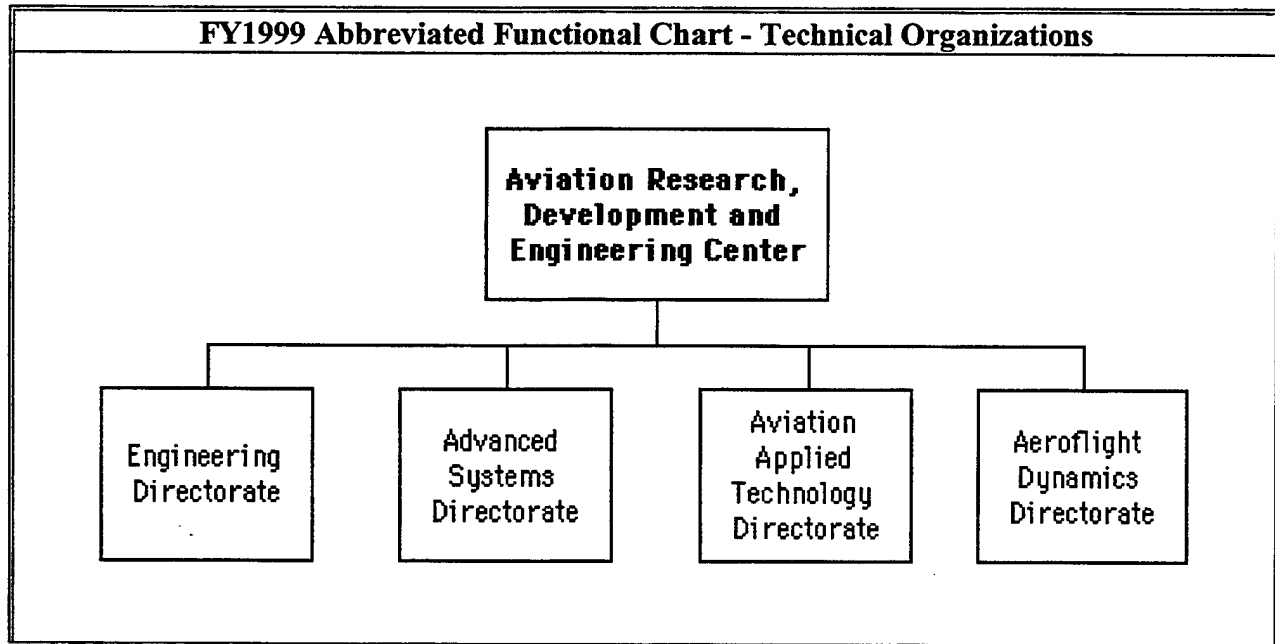 FY1999 Abbreviated Functional Chart - Technical Organizations
Aviation Research,
Development and
Engineering Center
Engineering
Directorate
Advanced
Systems
Directorate
Aviation
Applied
Technology
Directorate
Aeroflight
Dynamics
Directorate